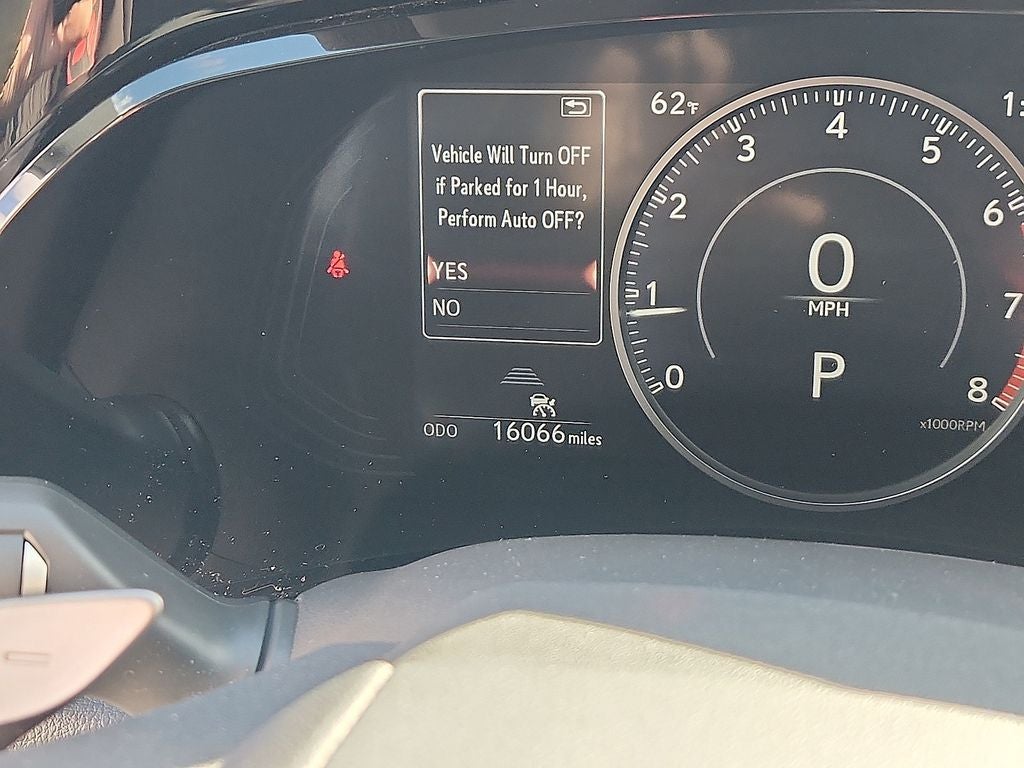 62°F
Vehicle Will Turn OFF
if Parked for 1 Hour,
Perform Auto OFF?
YES
NO
ODO 16066 miles
0
1
2
3
4
5
6
7
8
0
MPH
P
x1000RPM